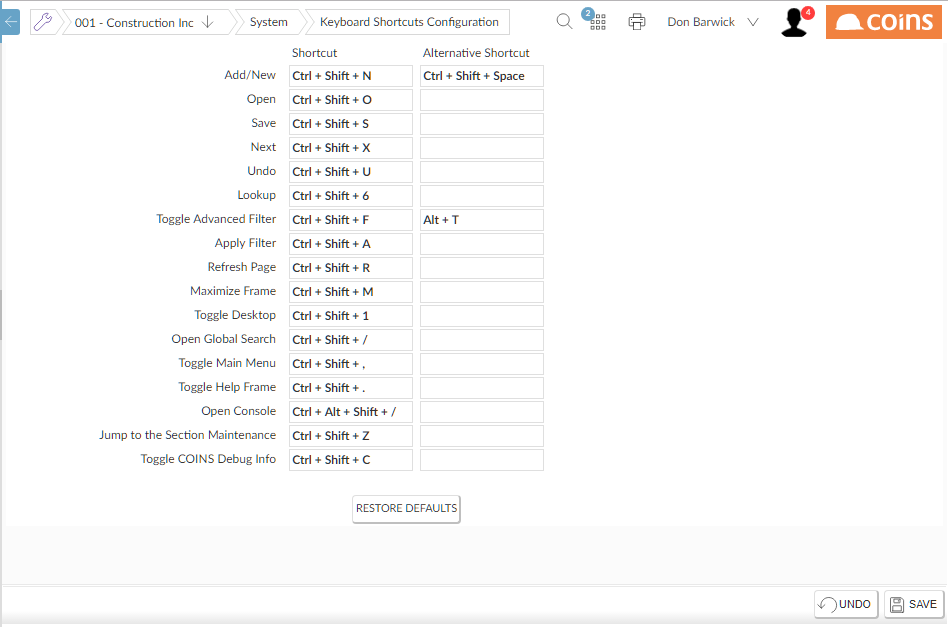 001 - Construction Inc System Keyboard Shortcuts Configuration 2 Don Barwick 4 coins
Shortcut Alternative Shortcut
Add/New Ctrl + Shift + N Ctrl + Shift + Space
Open Ctrl + Shift + O
Save Ctrl + Shift + S
Next Ctrl + Shift + X
Undo Ctrl + Shift + U
Lookup Ctrl + Shift + 6
Toggle Advanced Filter Ctrl + Shift + F Alt + T
Apply Filter Ctrl + Shift + A
Refresh Page Ctrl + Shift + R
Maximize Frame Ctrl + Shift + M
Toggle Desktop Ctrl + Shift + 1
Open Global Search Ctrl + Shift + /
Toggle Main Menu Ctrl + Shift + ,
Toggle Help Frame Ctrl + Shift + .
Open Console Ctrl + Alt + Shift + /
Jump to the Section Maintenance Ctrl + Shift + Z
Toggle COINS Debug Info Ctrl + Shift + C
RESTORE DEFAULTS
UNDO SAVE